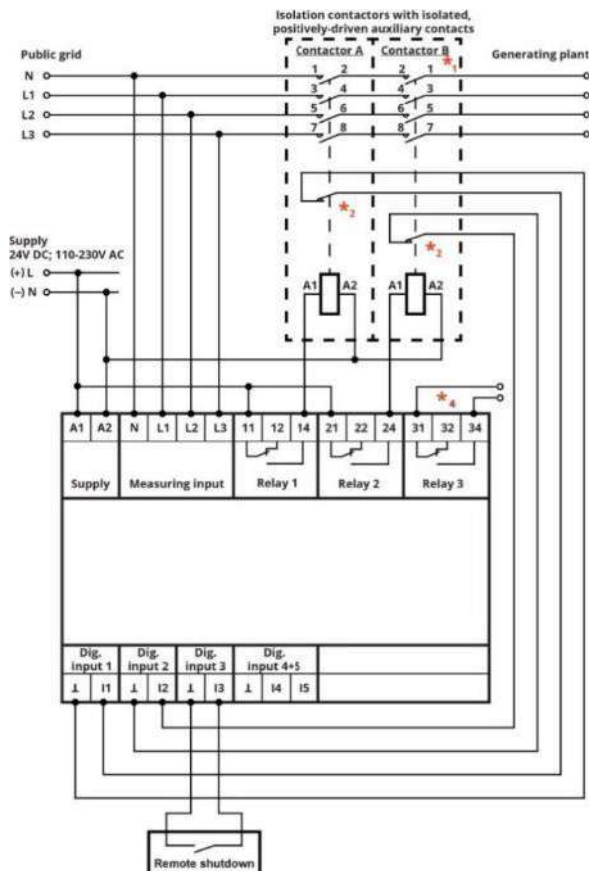 Isolation contactors with isolated,
positively-driven auxiliary contacts
Public grid Contactor A Contactor B *1 Generating plant
N 1 2 2 1
L1 3 4 4 3
L2 5 6 6 5
L3 7 8 8 7
*2
*2
Supply
24V DC; 110-230V AC
(+) L
(−) N
A1 A2 A1 A2
*4
A1 A2 N L1 L2 L3 11 12 14 21 22 24 31 32 34
Supply Measuring input Relay 1 Relay 2 Relay 3
Dig. input 1 Dig. input 2 Dig. input 3 Dig. input 4+5
⊥ I1 ⊥ I2 ⊥ I3 ⊥ I4 I5
Remote shutdown